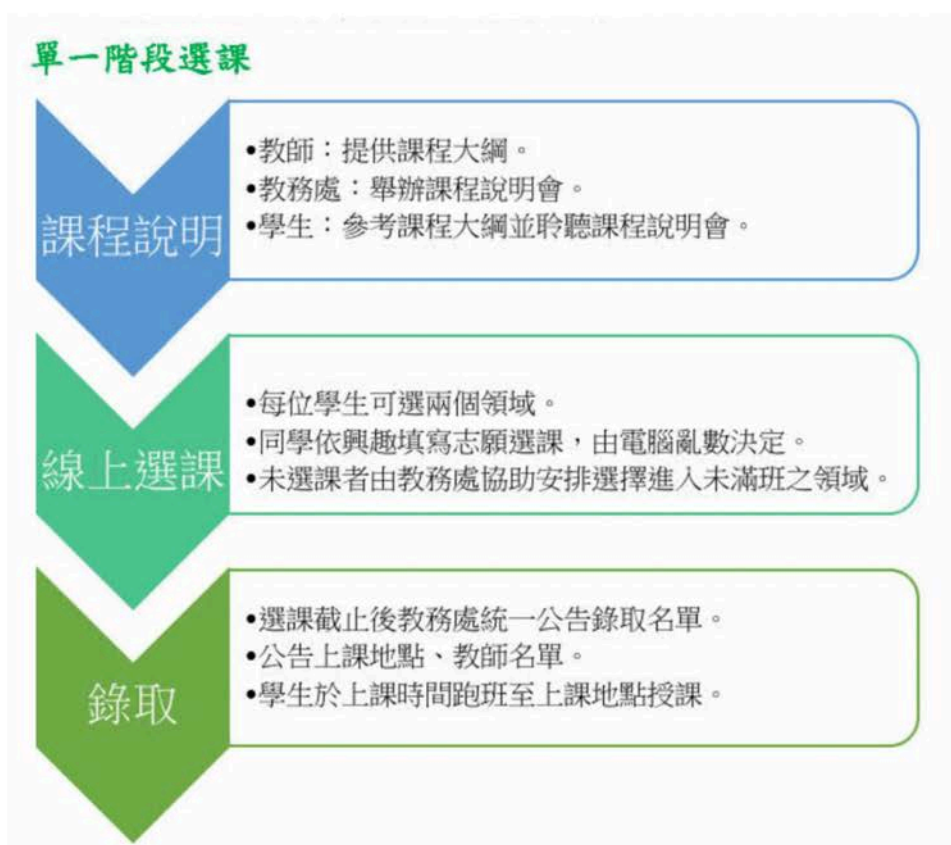 單一階段選課
課程說明
•教師：提供課程大綱。
•教務處：舉辦課程說明會。
•學生：參考課程大綱並聆聽課程說明會。
線上選課
•每位學生可選兩個領域。
•同學依興趣填寫志願選課，由電腦亂數決定。
•未選課者由教務處協助安排選擇進入未滿班之領域。
錄取
•選課截止後教務處統一公告錄取名單。
•公告上課地點、教師名單。
•學生於上課時間跑班至上課地點授課。